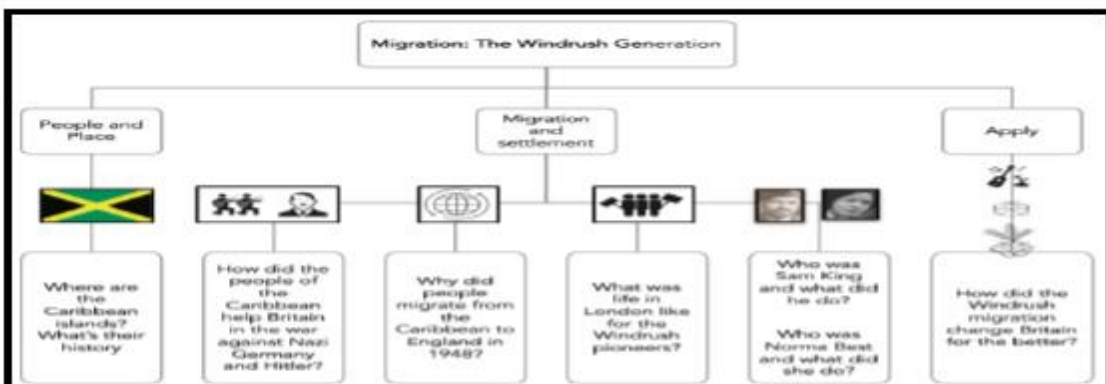 Migration: The Windrush Generation
People and
Place
Migration
and
settlement
Apply
Where are
the
Caribbean
islands?
What's their
history
How did the
people of
the
Caribbean
help Britain
in the war
against Nazi
Germany
and Hitler?
Why did
people
migrate from
the
Caribbean to
England in
1948?
What was
life in
London like
for the
Windrush
pioneers?
Who was
Sam King
and what did
he do?
Who was
Norma Best
and what did
she do?
How did the
Windrush
migration
change Britain
for the better?